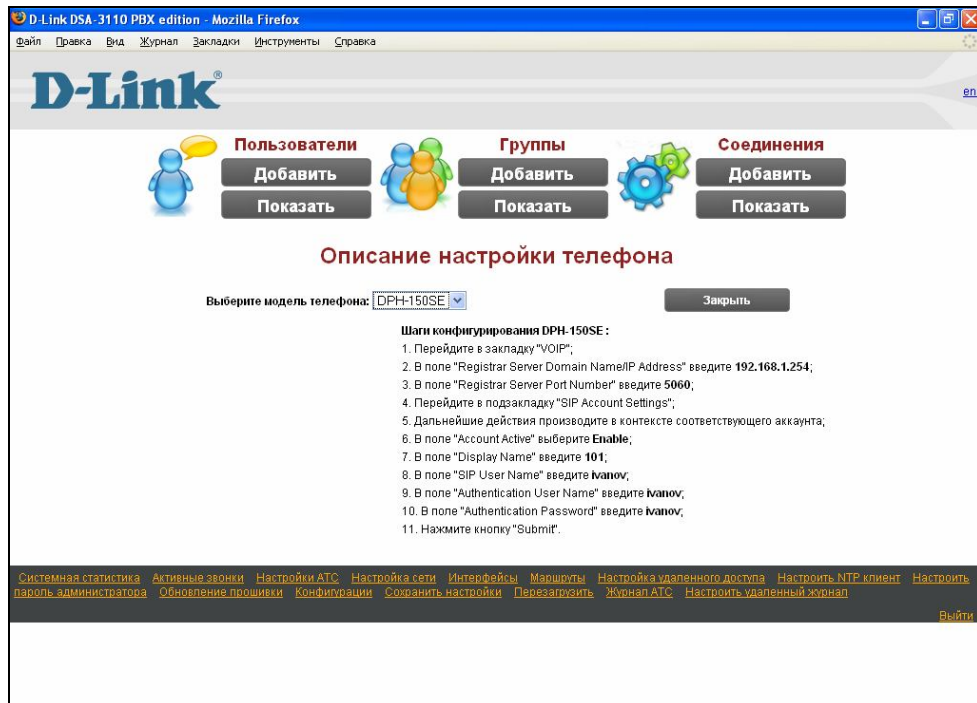 D-Link DSA-3110 PBX edition - Mozilla Firefox
Файл Правка Вид Журнал Закладки Инструменты Справка
D-Link®
en
Пользователи Группы Соединения
Добавить Добавить Добавить
Показать Показать Показать
Описание настройки телефона
Выберите модель телефона: DPH-150SE Закрыть
Шаги конфигурирования DPH-150SE :
1. Перейдите в закладку "VOIP";
2. В поле "Registrar Server Domain Name/IP Address" введите 192.168.1.254;
3. В поле "Registrar Server Port Number" введите 5060;
4. Перейдите в подзакладку "SIP Account Settings";
5. Дальнейшие действия производите в контексте соответствующего аккаунта;
6. В поле "Account Active" выберите Enable;
7. В поле "Display Name" введите 101;
8. В поле "SIP User Name" введите ivanov;
9. В поле "Authentication User Name" введите ivanov;
10. В поле "Authentication Password" введите ivanov;
11. Нажмите кнопку "Submit".
Системная статистика Активные звонки Настройки АТС Настройка сети Интерфейсы Маршруты Настройка удаленного доступа Настроить NTP клиент Настроить
пароль администратора Обновление прошивки Конфигурации Сохранить настройки Перезагрузить Журнал АТС Настроить удаленный журнал
Выйти